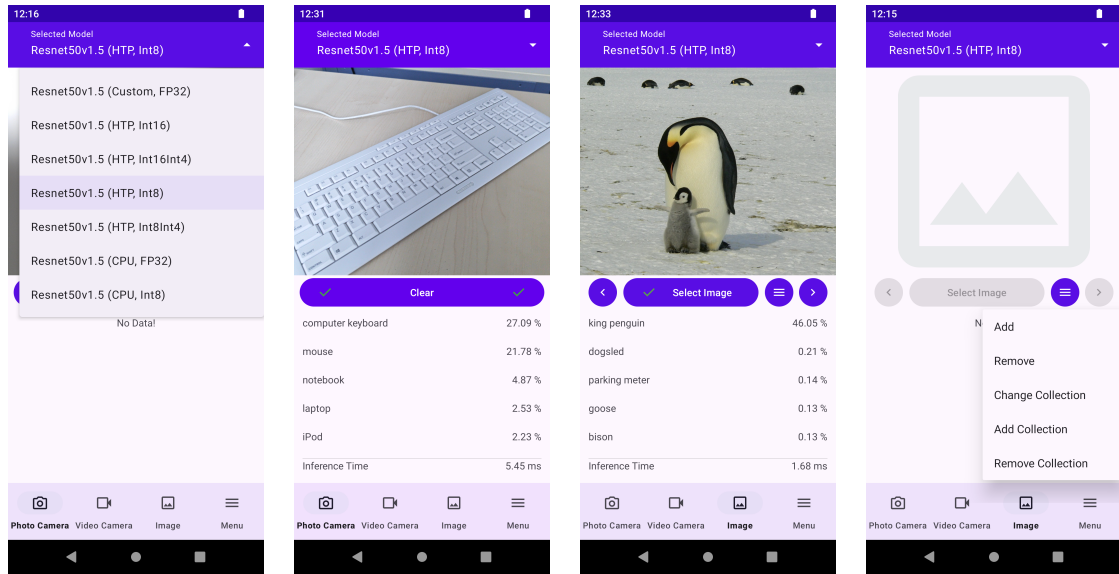 12:16
Selected Model
Resnet50v1.5 (HTP, Int8)
Resnet50v1.5 (Custom, FP32)
Resnet50v1.5 (HTP, Int16)
Resnet50v1.5 (HTP, Int16Int4)
Resnet50v1.5 (HTP, Int8)
Resnet50v1.5 (HTP, Int8Int4)
Resnet50v1.5 (CPU, FP32)
Resnet50v1.5 (CPU, Int8)
No Data!
Photo Camera Video Camera Image Menu
12:31
Selected Model
Resnet50v1.5 (HTP, Int8)
Clear
computer keyboard 27.09 %
mouse 21.78 %
notebook 4.87 %
laptop 2.53 %
iPod 2.23 %
Inference Time 5.45 ms
Photo Camera Video Camera Image Menu
12:33
Selected Model
Resnet50v1.5 (HTP, Int8)
Select Image
king penguin 46.05 %
dogsled 0.21 %
parking meter 0.14 %
goose 0.13 %
bison 0.13 %
Inference Time 1.68 ms
Photo Camera Video Camera Image Menu
12:15
Selected Model
Resnet50v1.5 (HTP, Int8)
Select Image
Add
Remove
Change Collection
Add Collection
Remove Collection
Photo Camera Video Camera Image Menu